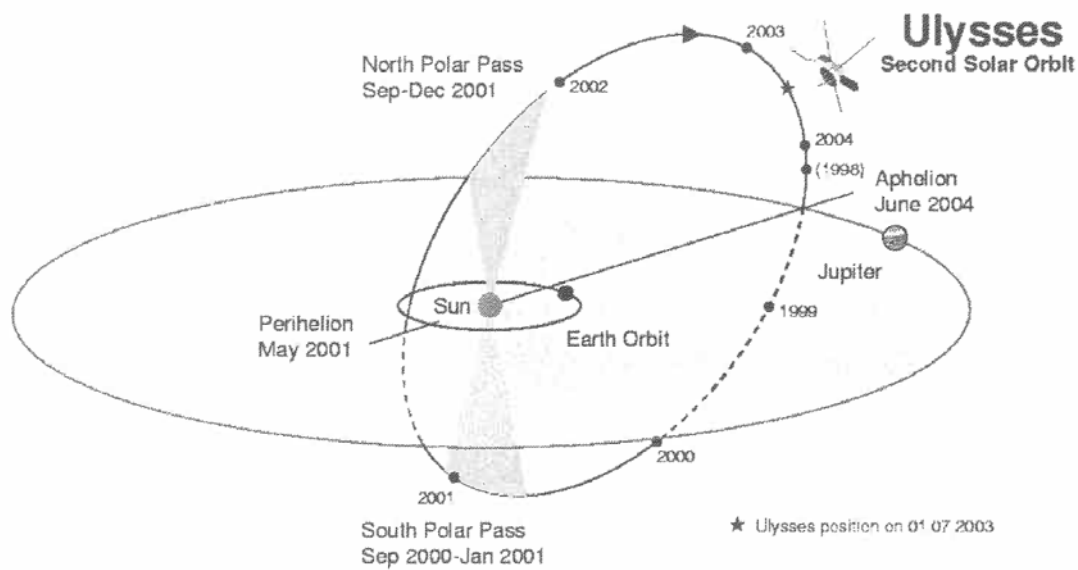 Ulysses
Second Solar Orbit
North Polar Pass
Sep-Dec 2001
2003
2002
2004
(1998)
Aphelion
June 2004
Jupiter
Sun
1999
Perihelion
May 2001
Earth Orbit
2000
2001
South Polar Pass
Sep 2000-Jan 2001
★ Ulysses position on 01 07 2003